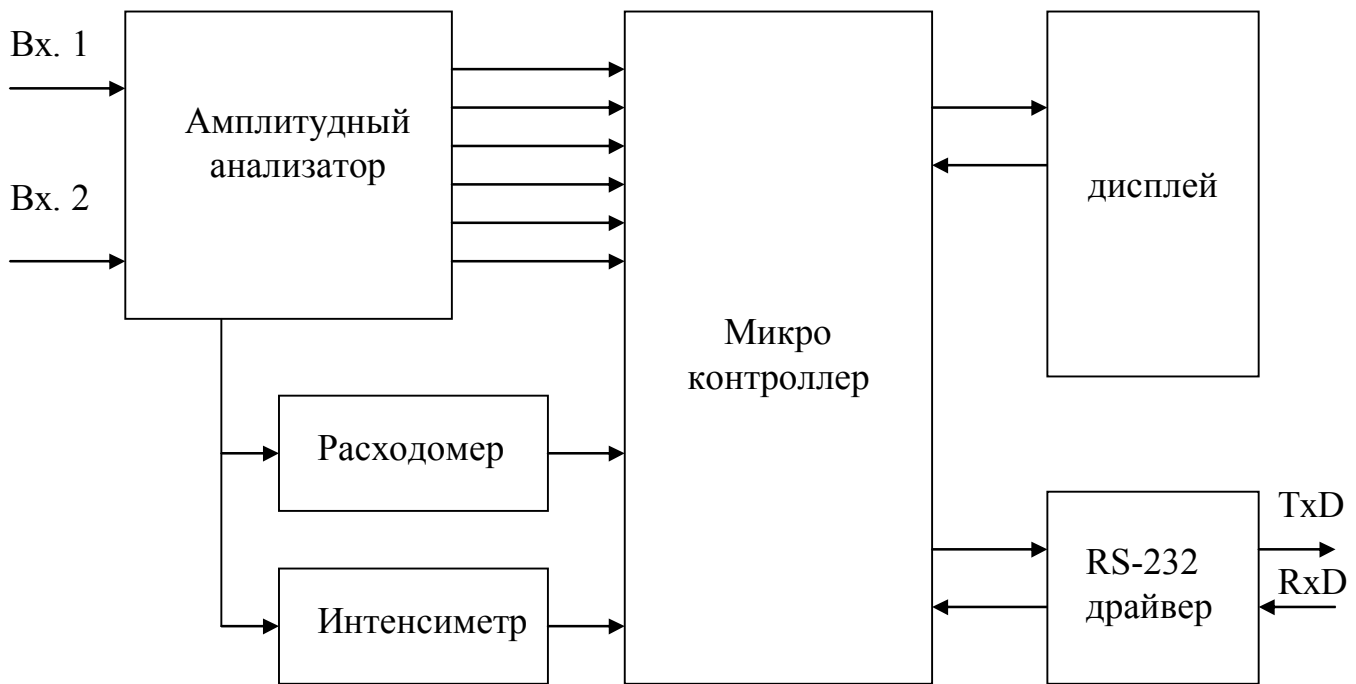 Вх. 1
Вх. 2
Амплитудный
анализатор
Расходомер
Интенсиметр
Микро
контроллер
дисплей
RS-232
драйвер
TxD
RxD